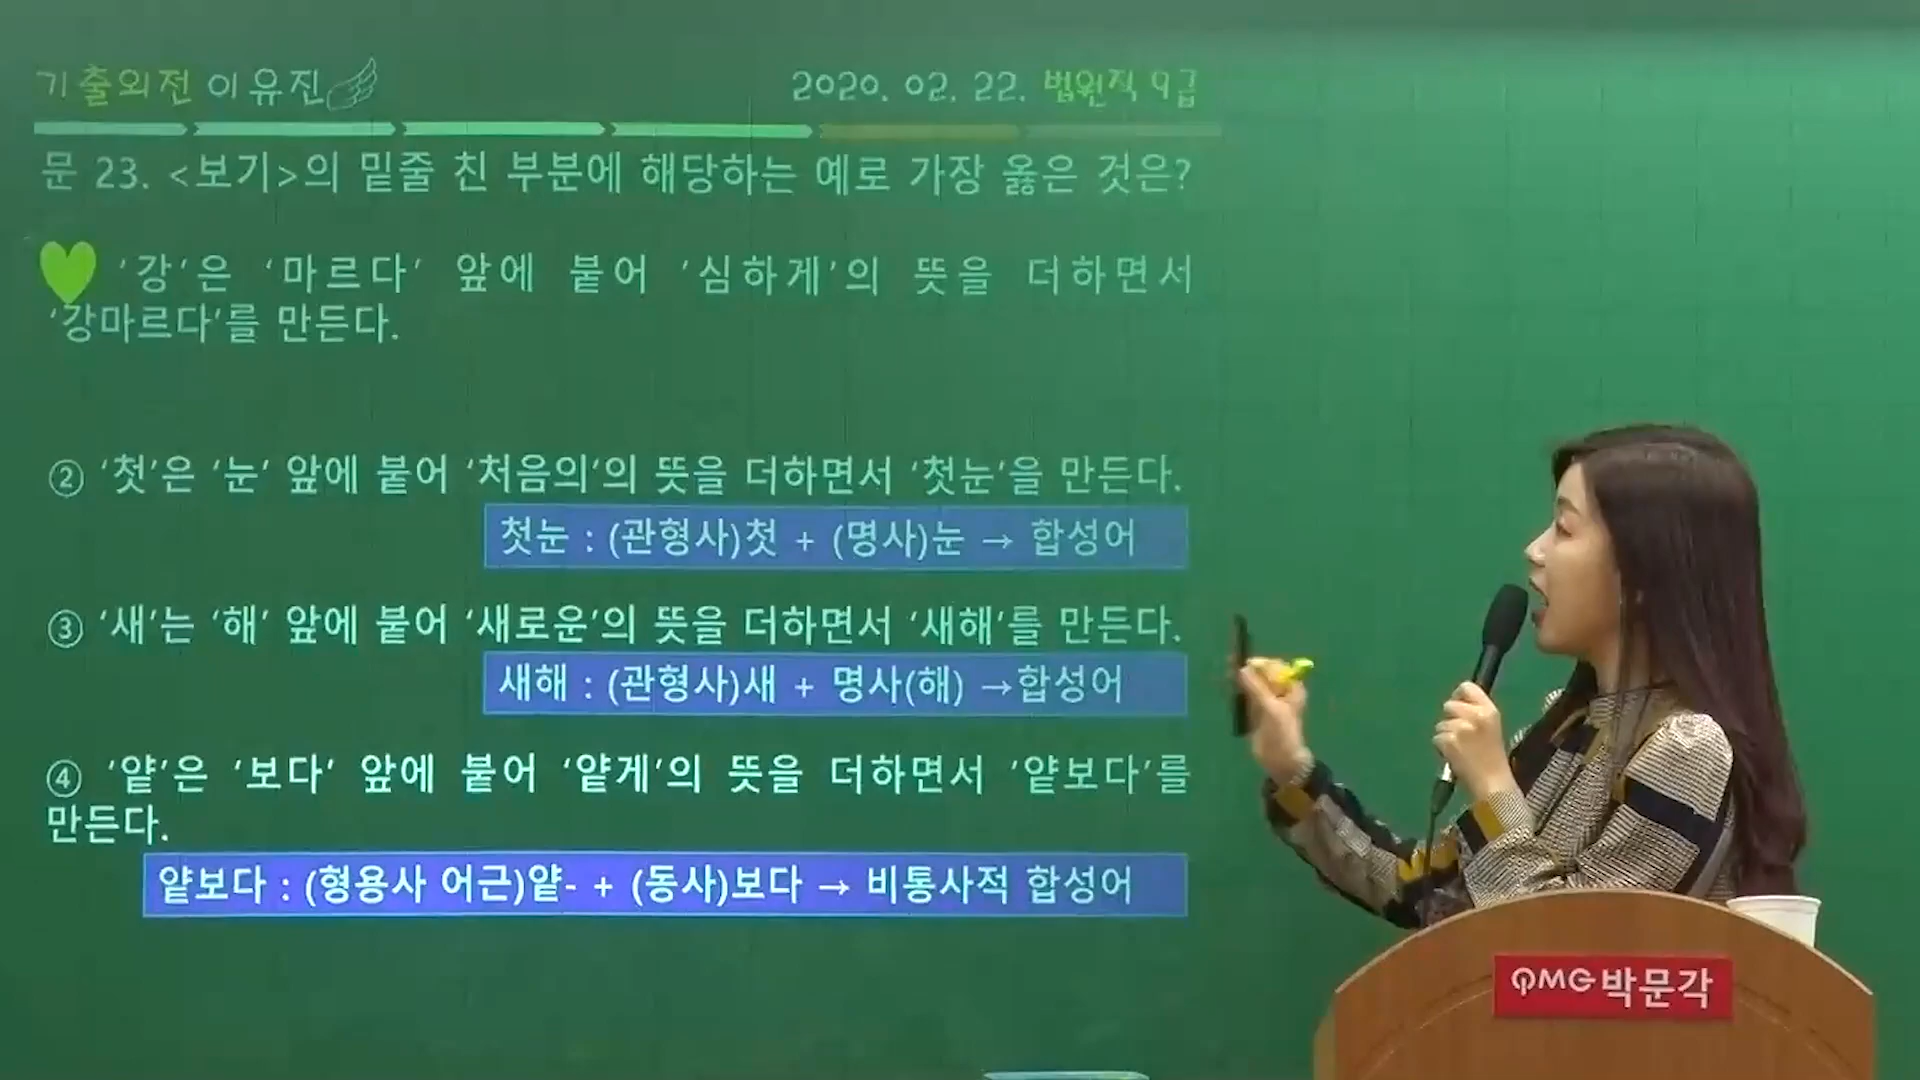 기출외전 이유진
2020. 02. 22. 법원직 9급
문 23. <보기>의 밑줄 친 부분에 해당하는 예로 가장 옳은 것은?
‘강’은 ‘마르다’ 앞에 붙어 ‘심하게’의 뜻을 더하면서
‘강마르다’를 만든다.
② ‘첫’은 ‘눈’ 앞에 붙어 ‘처음의’의 뜻을 더하면서 ‘첫눈’을 만든다.
첫눈 : (관형사)첫 + (명사)눈 → 합성어
③ ‘새’는 ‘해’ 앞에 붙어 ‘새로운’의 뜻을 더하면서 ‘새해’를 만든다.
새해 : (관형사)새 + 명사(해) →합성어
④ ‘얕’은 ‘보다’ 앞에 붙어 ‘얕게’의 뜻을 더하면서 ‘얕보다’를
만든다.
얕보다 : (형용사 어근)얕- + (동사)보다 → 비통사적 합성어
PMG박문각